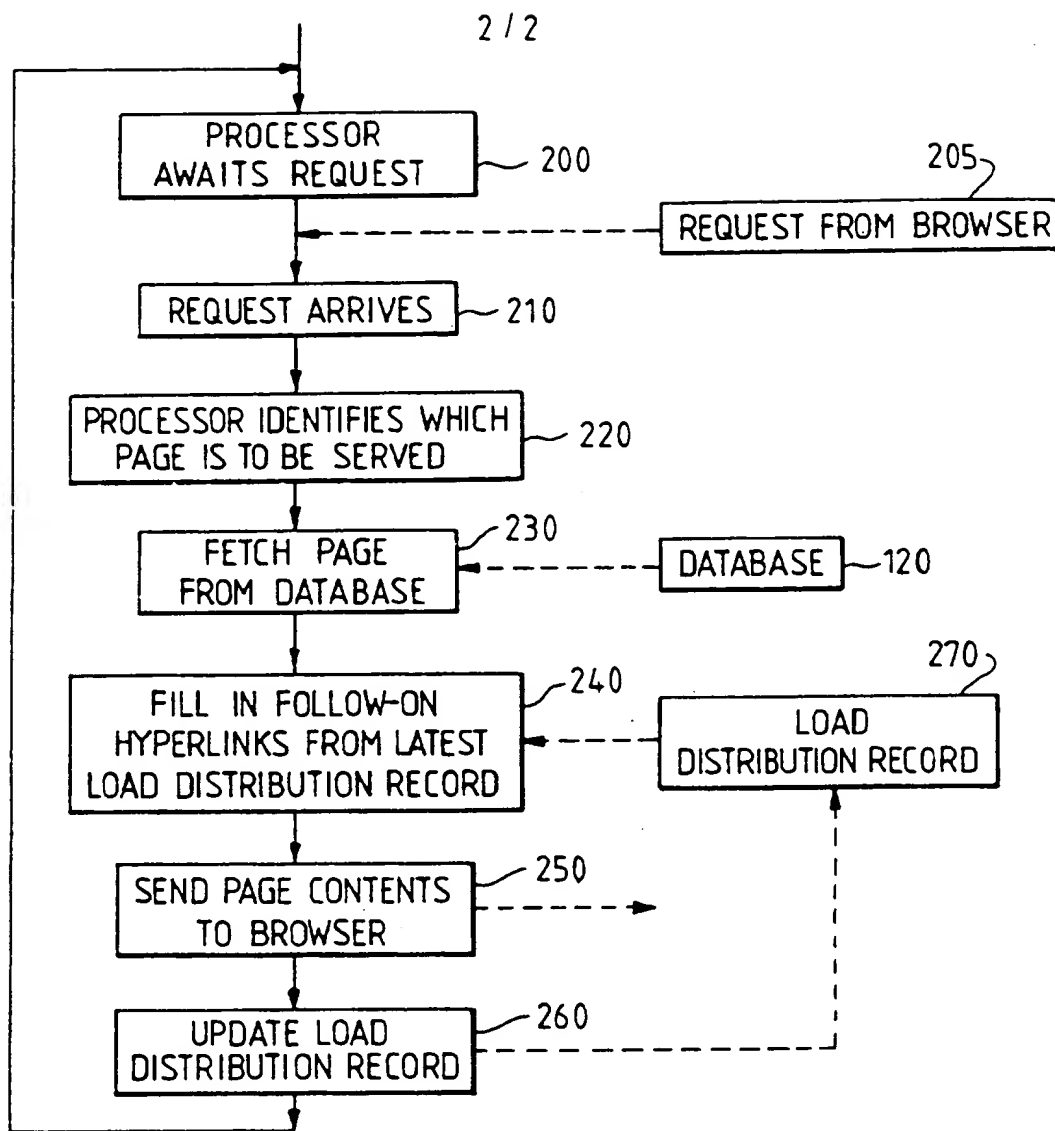 2/2
PROCESSOR
AWAITS REQUEST
200
205
REQUEST FROM BROWSER
REQUEST ARRIVES
210
PROCESSOR IDENTIFIES WHICH
PAGE IS TO BE SERVED
220
230
FETCH PAGE
FROM DATABASE
DATABASE
120
240
FILL IN FOLLOW-ON
HYPERLINKS FROM LATEST
LOAD DISTRIBUTION RECORD
270
LOAD
DISTRIBUTION RECORD
250
SEND PAGE CONTENTS
TO BROWSER
260
UPDATE LOAD
DISTRIBUTION RECORD